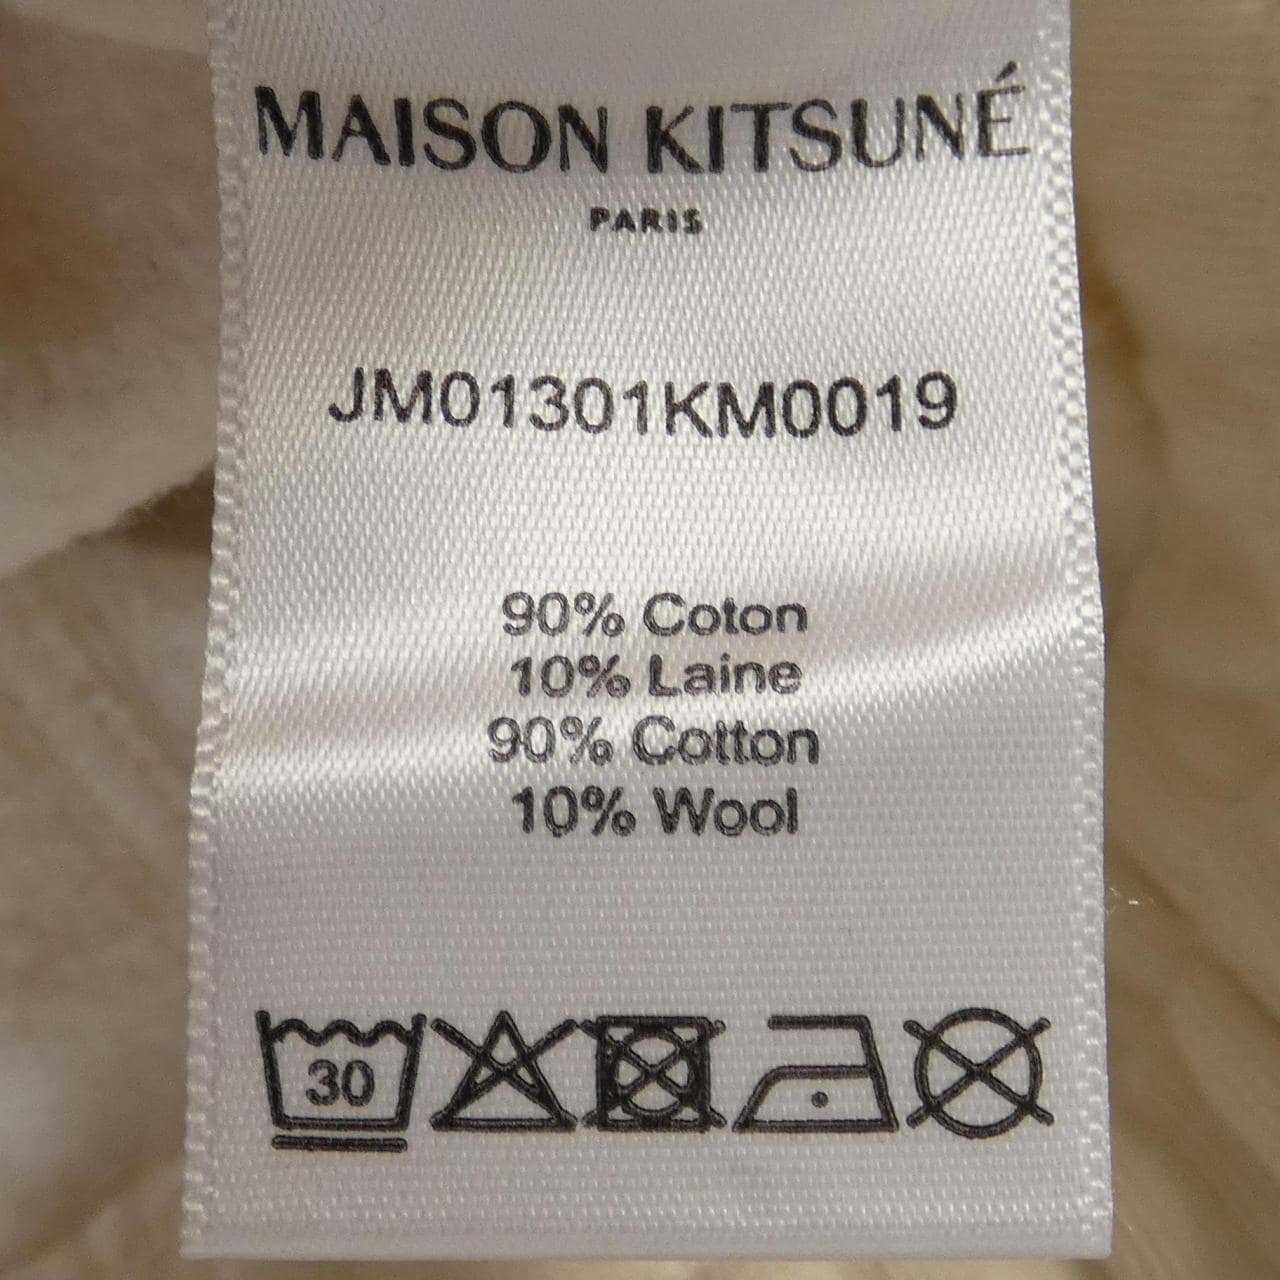 MAISON KITSUNÉ
PARIS
JM01301KM0019
90% Coton
10% Laine
90% Cotton
10% Wool
30